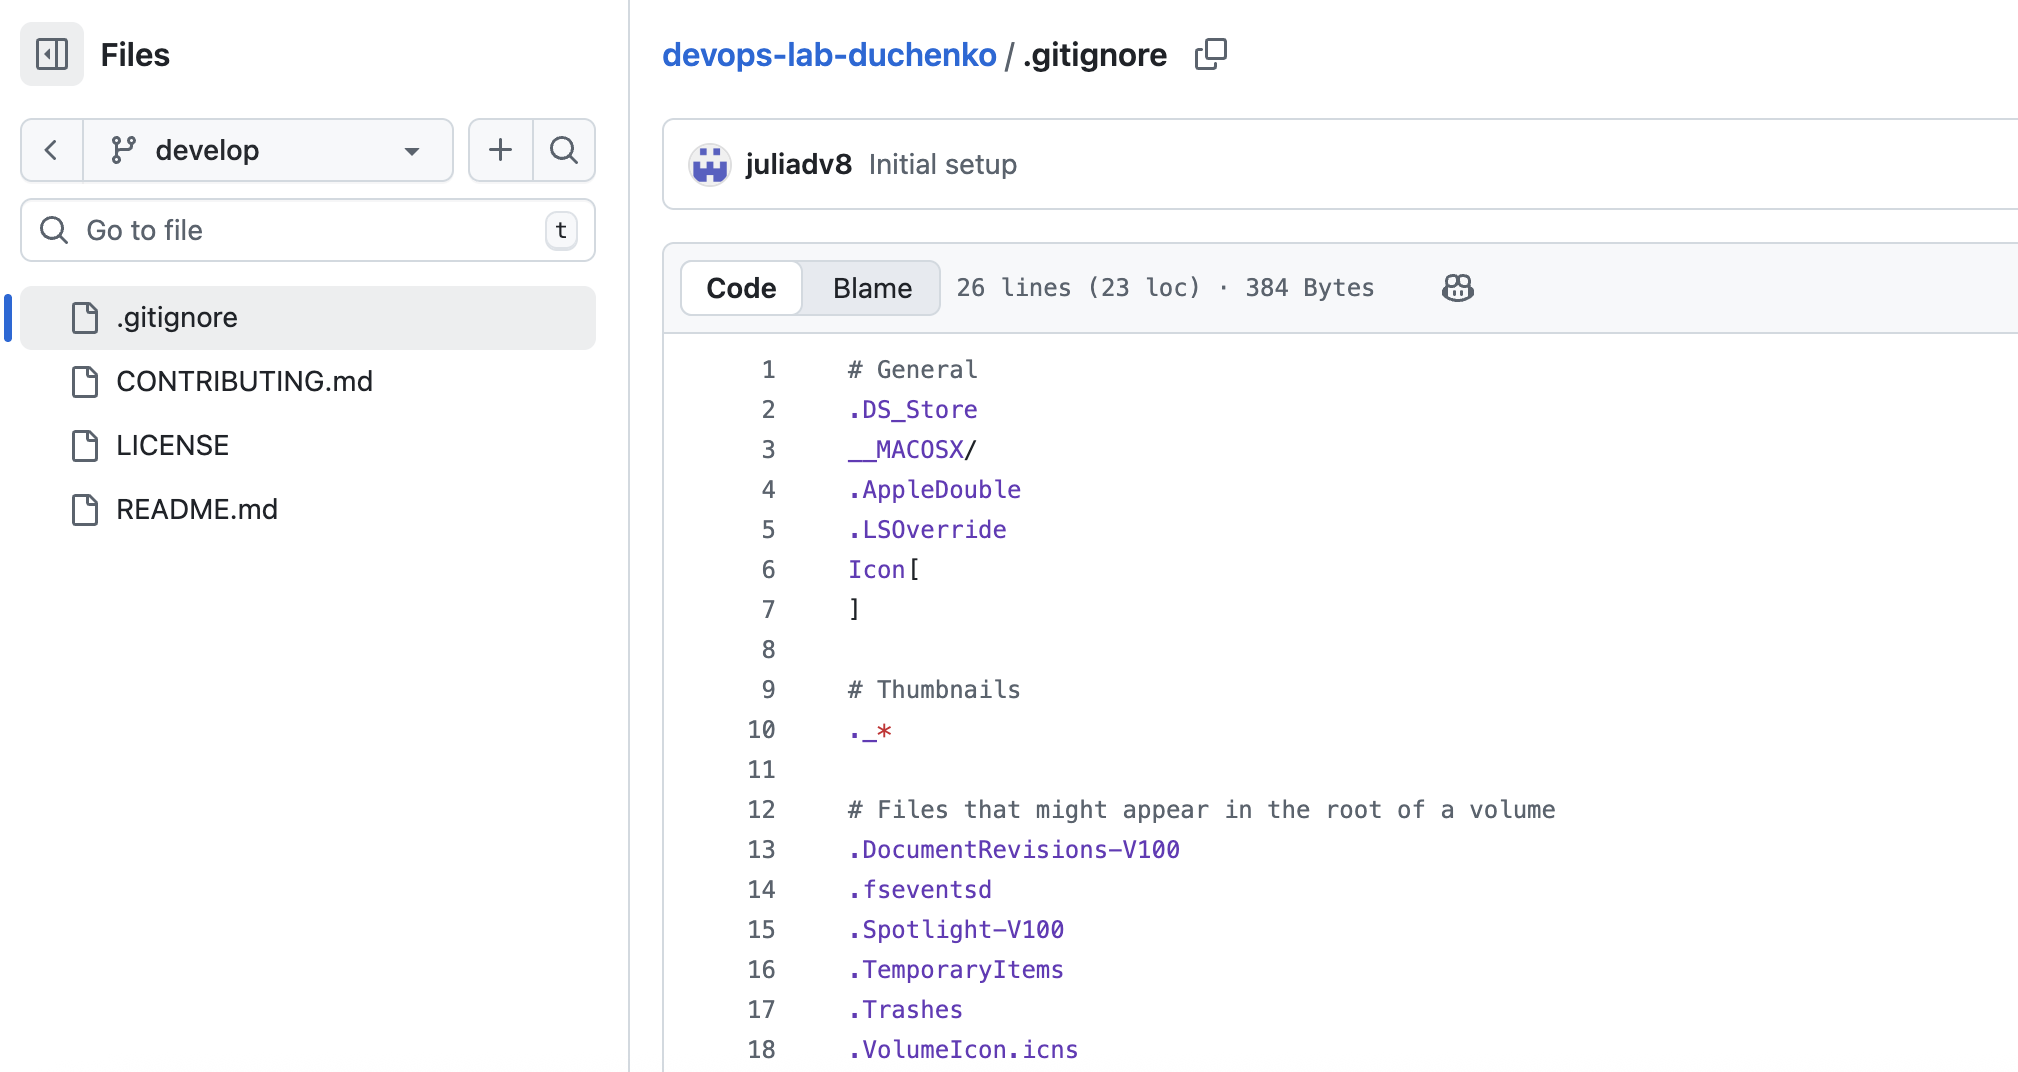 Files
develop
Go to file
t
.gitignore
CONTRIBUTING.md
LICENSE
README.md
devops-lab-duchenko / .gitignore
juliadv8 Initial setup
Code Blame 26 lines (23 loc) · 384 Bytes
1 # General
2 .DS_Store
3 __MACOSX/
4 .AppleDouble
5 .LSOverride
6 Icon[
7 ]
8
9 # Thumbnails
10 ._*
11
12 # Files that might appear in the root of a volume
13 .DocumentRevisions-V100
14 .fseventsd
15 .Spotlight-V100
16 .TemporaryItems
17 .Trashes
18 .VolumeIcon.icns